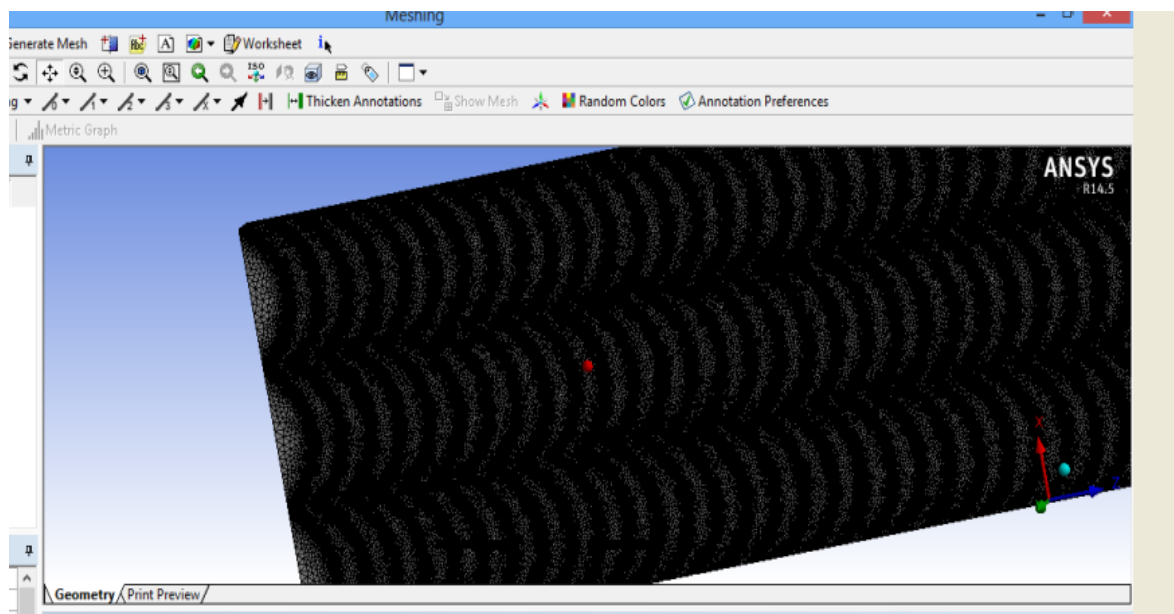 Meshing
Generate Mesh A Worksheet i
ISO
Thicken Annotations Show Mesh Random Colors Annotation Preferences
Metric Graph
ANSYS
R14.5
X
Z
Geometry Print Preview